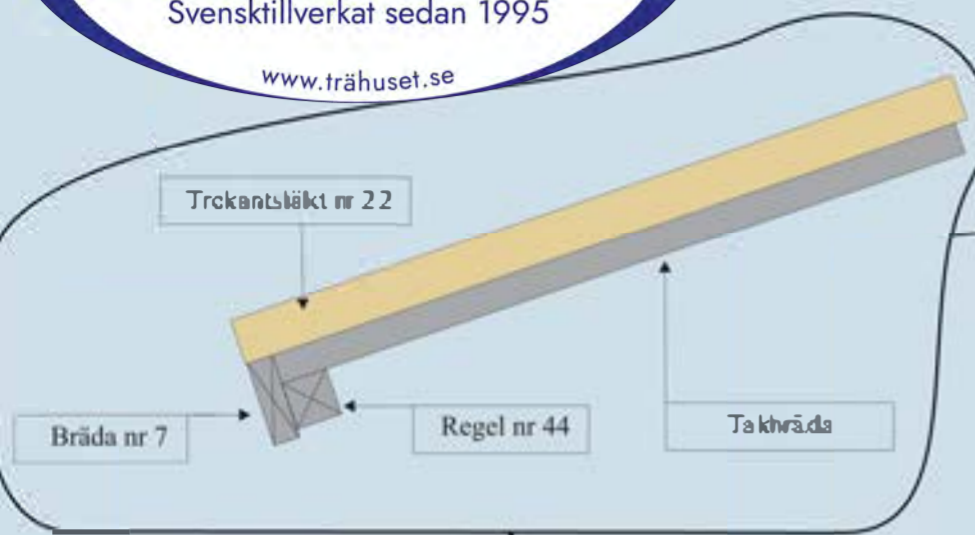 Svensktillverkat sedan 1995
www.trähuset.se
nr 22
Bräda nr 7
Regel nr 44